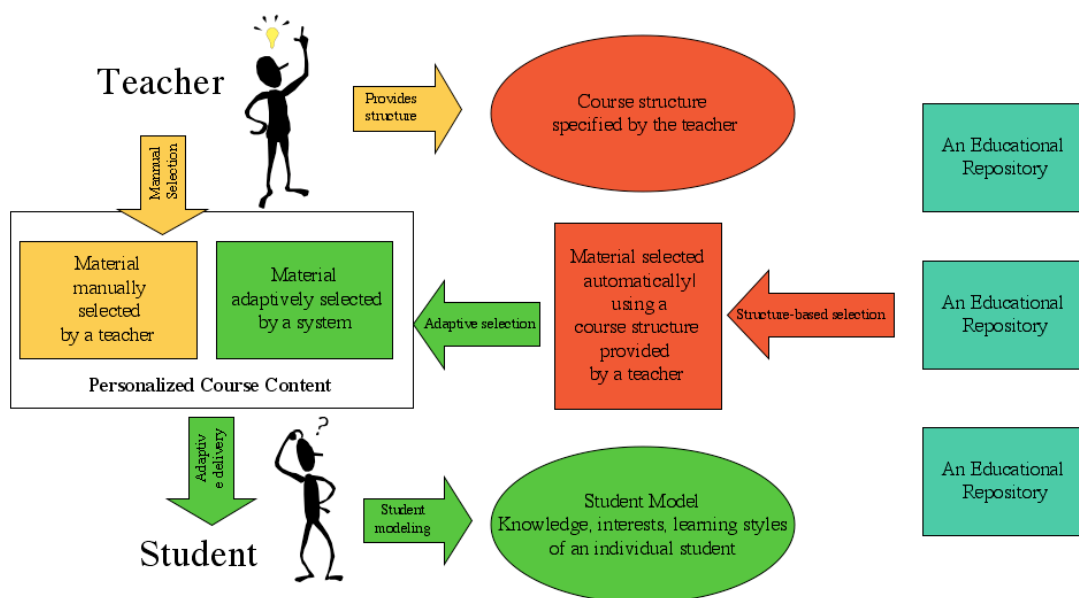 Teacher
Provides
structure
Course structure
specified by the teacher
An Educational
Repository
Mannual
Selection
Material
manually
selected
by a teacher
Material
adaptively selected
by a system
Personalized Course Content
Adaptive selection
Material selected
automatically|
using a
course structure
provided
by a teacher
Structure-based selection
An Educational
Repository
Adaptiv
e delivery
?
Student
Student
modeling
Student Model
Knowledge, interests, learning styles
of an individual student
An Educational
Repository